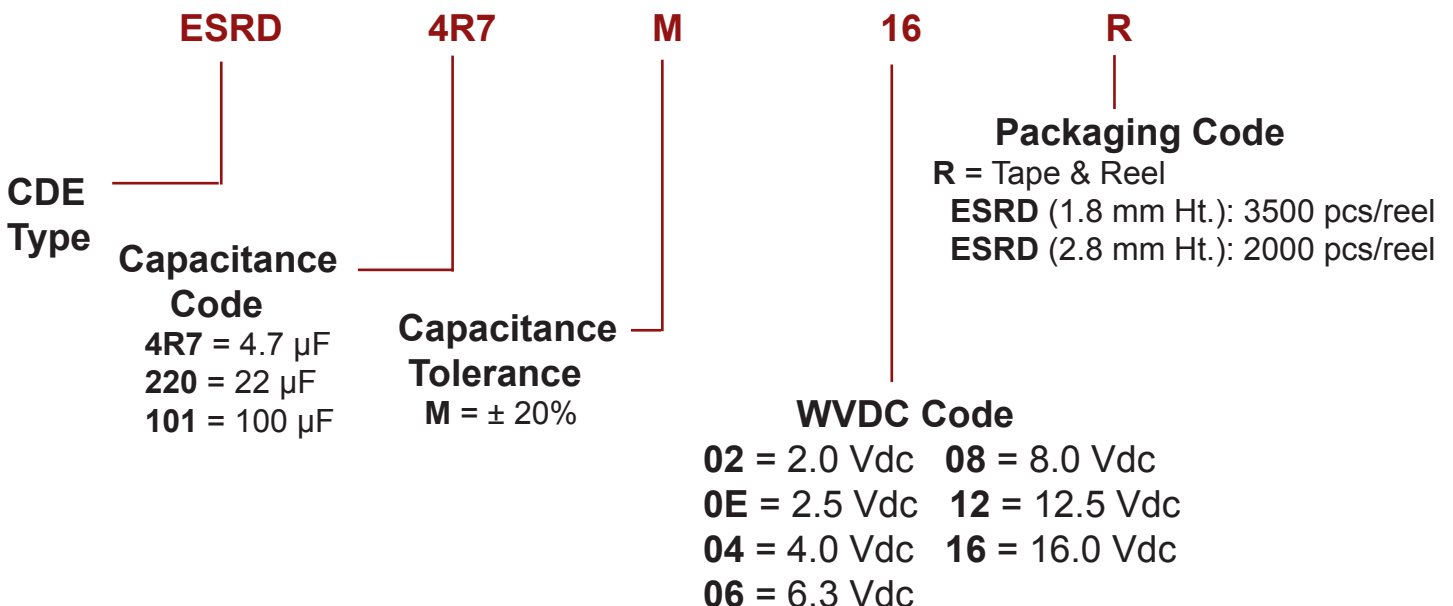 ESRD 4R7 M 16 R
CDE
Type
Capacitance
Code
4R7 = 4.7 µF
220 = 22 µF
101 = 100 µF
Capacitance
Tolerance
M = ± 20%
WVDC Code
02 = 2.0 Vdc 08 = 8.0 Vdc
0E = 2.5 Vdc 12 = 12.5 Vdc
04 = 4.0 Vdc 16 = 16.0 Vdc
06 = 6.3 Vdc
Packaging Code
R = Tape & Reel
ESRD (1.8 mm Ht.): 3500 pcs/reel
ESRD (2.8 mm Ht.): 2000 pcs/reel